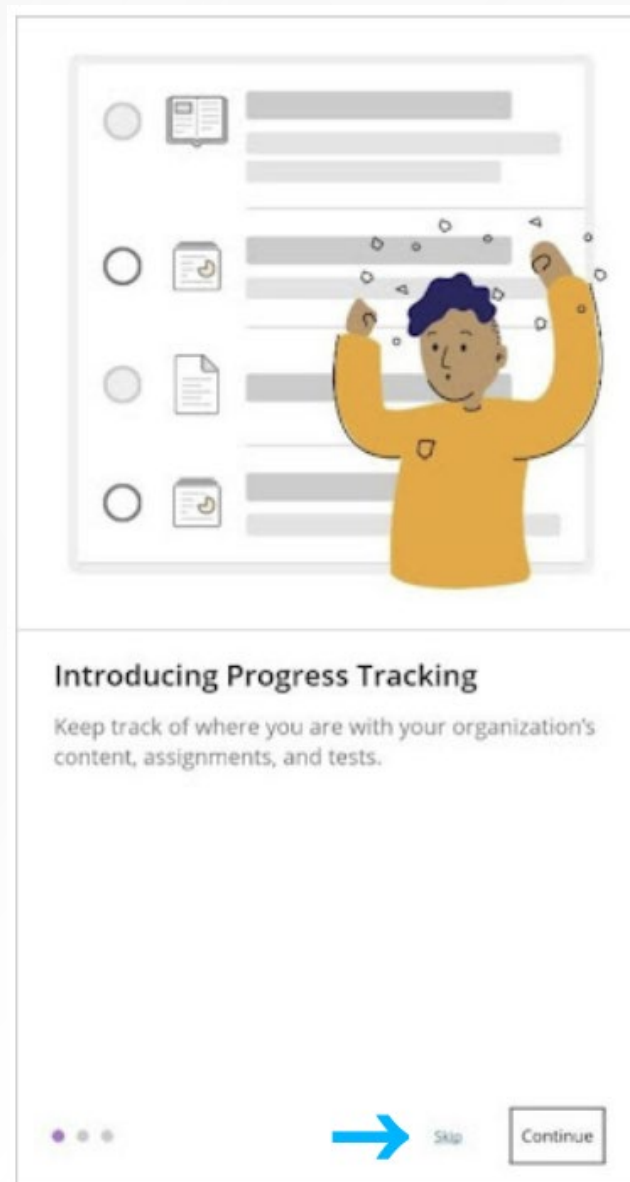 Introducing Progress Tracking
Keep track of where you are with your organization's
content, assignments, and tests.
Skip
Continue